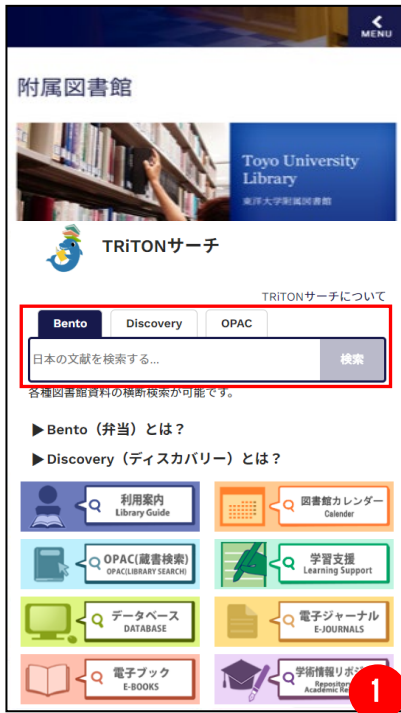 MENU
附属図書館
Toyo University
Library
東洋大学附属図書館
TRiTONサーチ
TRiTONサーチについて
Bento Discovery OPAC
日本の文献を検索する... 検索
各種図書館資料の横断検索が可能です。
▶Bento（弁当）とは？
▶Discovery（ディスカバリー）とは？
利用案内
Library Guide
図書館カレンダー
Calender
OPAC(蔵書検索)
OPAC(LIBRARY SEARCH)
学習支援
Learning Support
データベース
DATABASE
電子ジャーナル
E-JOURNALS
電子ブック
E-BOOKS
学術情報リポジ
Repository
Academic Re
1